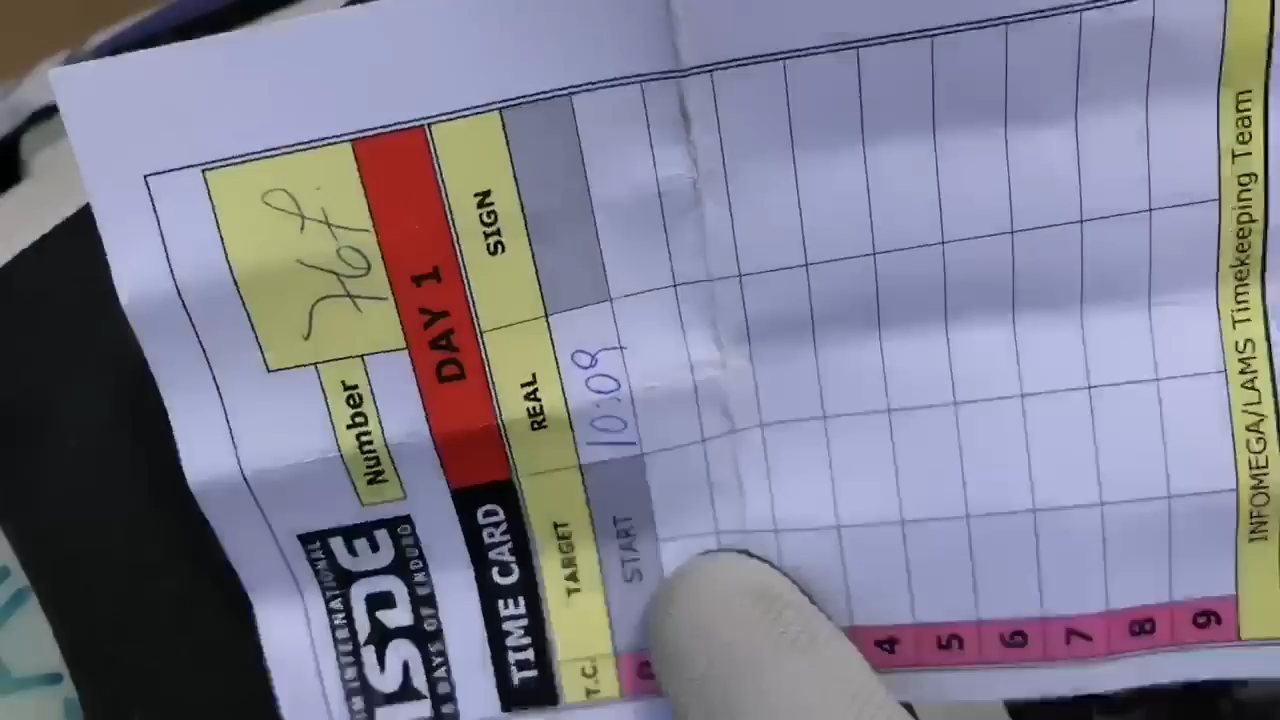 INTERNATIONAL
ISDE
DAYS OF ENDURO
Number
TIME CARD DAY 1
T.C. TARGET REAL SIGN
0 START 10:09
4
5
6
7
8
9
INFOMEGA/LAMS Timekeeping Team